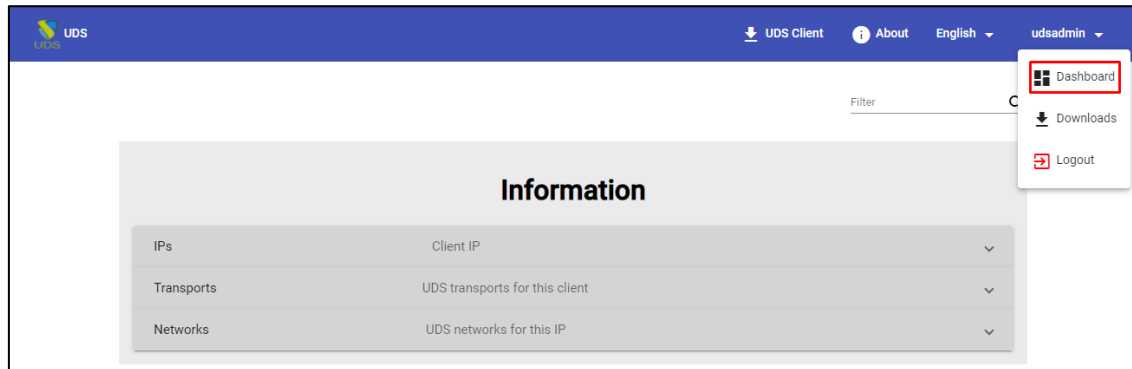 UDS UDS UDS Client About English udsadmin
Dashboard
Filter
Downloads
Logout
Information
IPs Client IP
Transports UDS transports for this client
Networks UDS networks for this IP